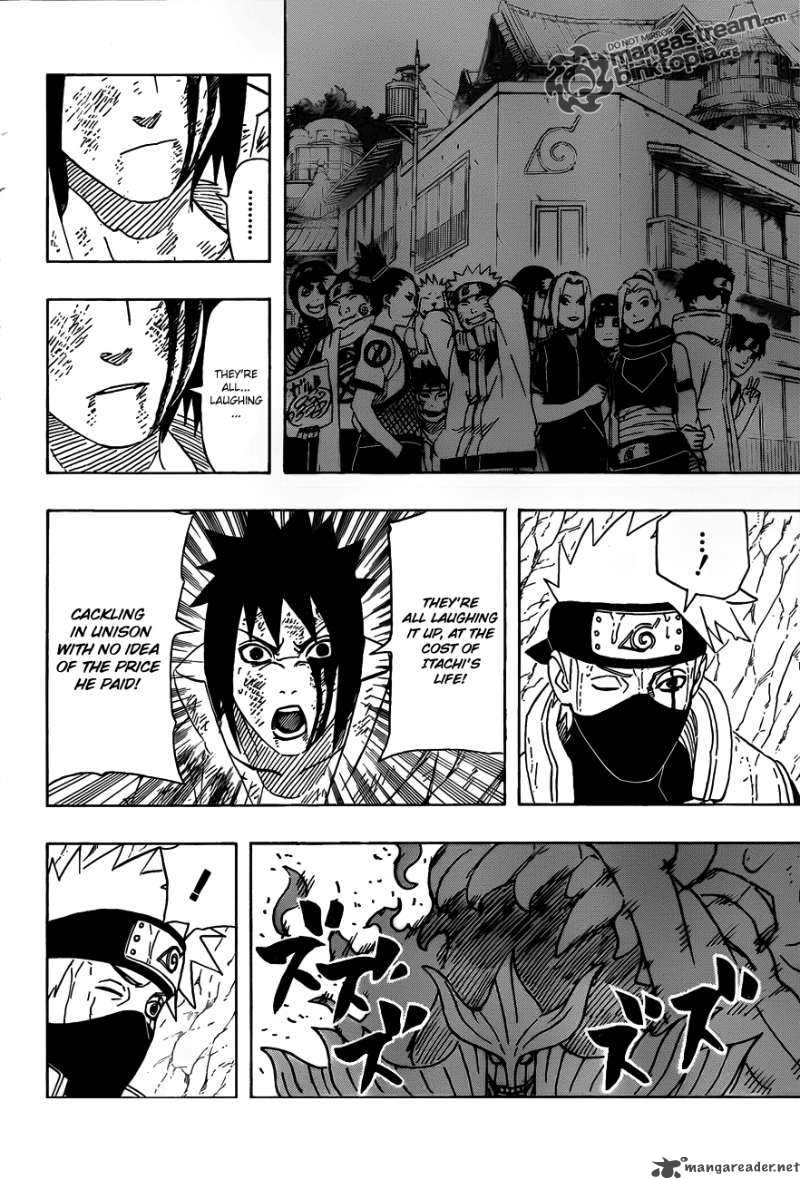 DO NOT MIRROR
mangastream.com
binktopia.org
........
THEY'RE
ALL...
LAUGHING
...
...!
THEY'RE
ALL LAUGHING
IT UP, AT THE
COST OF
ITACHI'S
LIFE!
CACKLING
IN UNISON
WITH NO IDEA
OF THE PRICE
HE PAID!
!
ズズズ
ズズ
mangareader.net